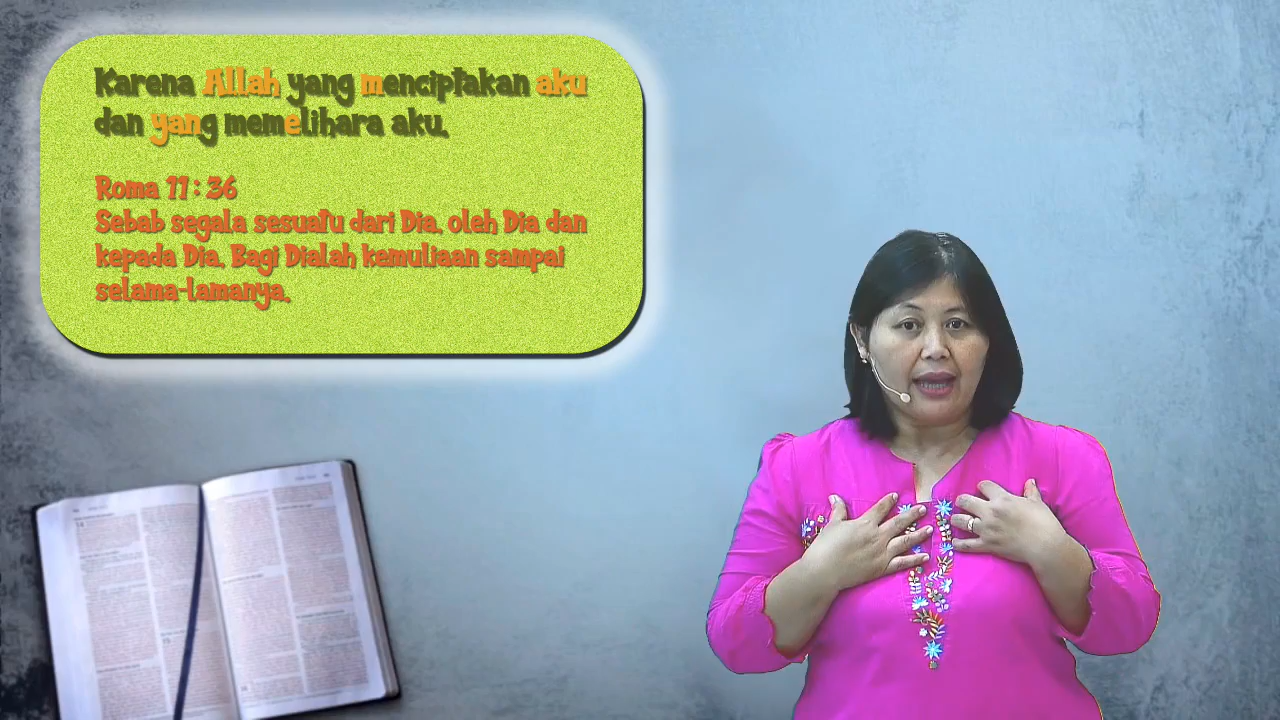 Karena Allah yang menciptakan aku
dan yang memelihara aku.
Roma 11 : 36
Sebab segala sesuatu dari Dia, oleh Dia dan
kepada Dia. Bagi Dialah kemuliaan sampai
selama-lamanya.